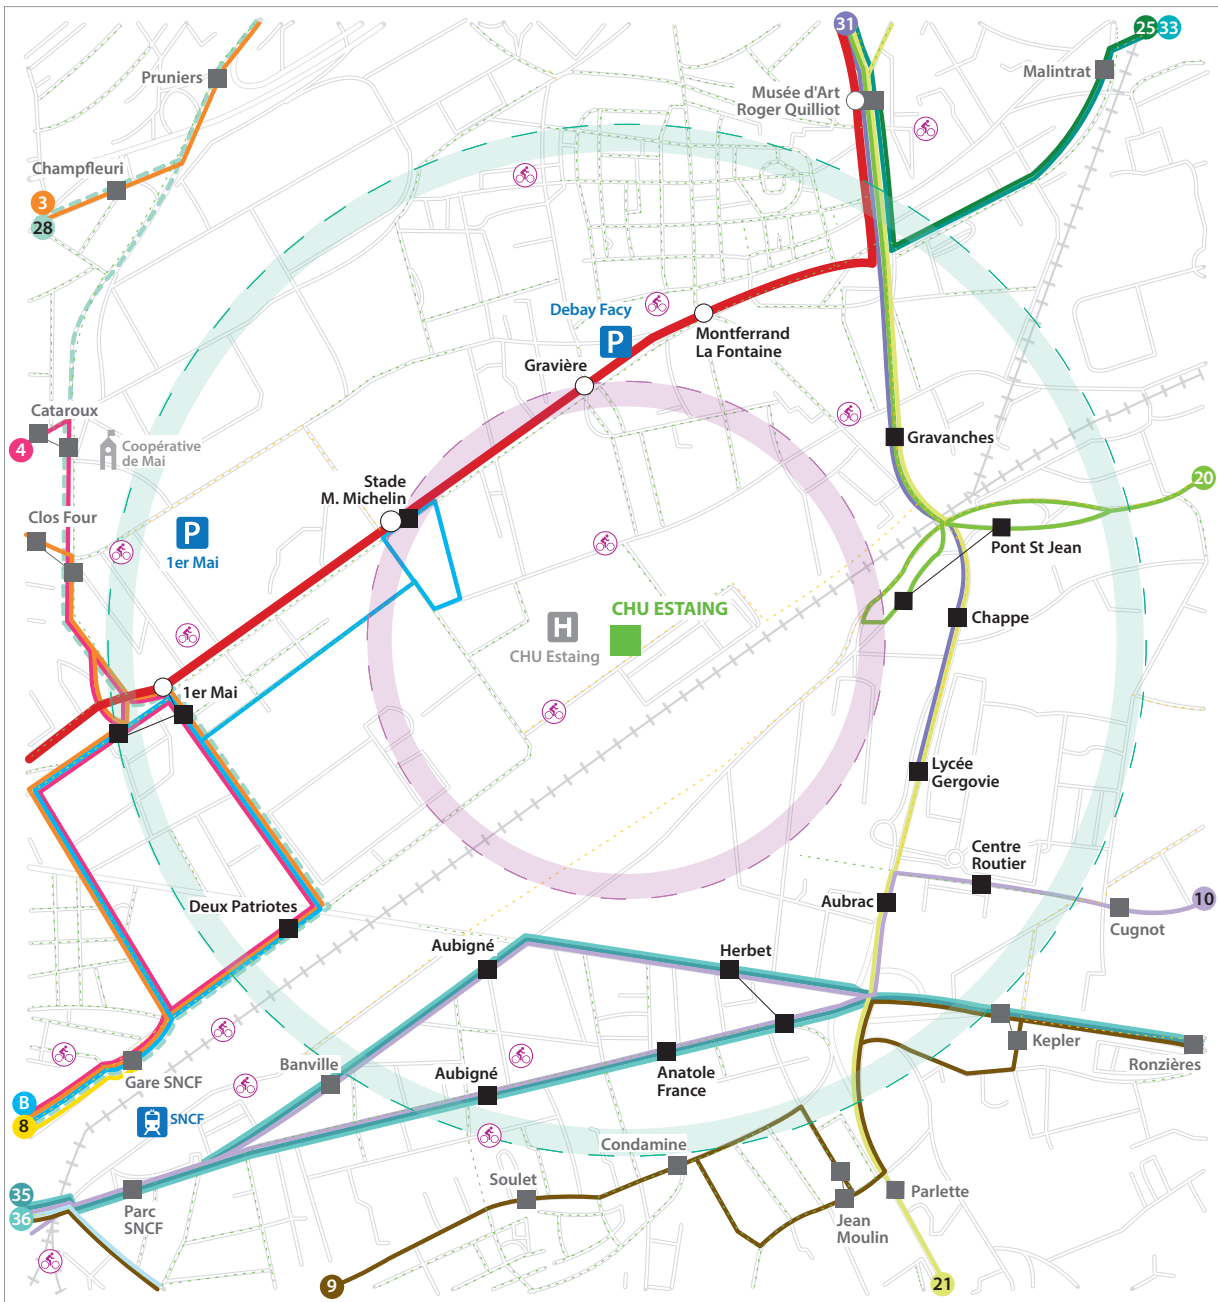 31
25
33
Pruniers
Malintrat
Musée d'Art
Roger Quilliot
Champfleuri
3
28
Debay Facy
P
Montferrand
La Fontaine
Gravière
Cataroux
4
Coopérative
de Mai
Gravanches
Stade
M. Michelin
20
Clos Four
P
1er Mai
Pont St Jean
CHU ESTAING
H
CHU Estaing
Chappe
1er Mai
Lycée
Gergovie
Centre
Routier
Aubrac
10
Cugnot
Deux Patriotes
Aubigné
Herbet
Kepler
Ronzières
Banville
Gare SNCF
Aubigné
Anatole
France
B
8
SNCF
Condamine
Soulet
35
36
Parc
SNCF
Parlette
Jean
Moulin
9
21